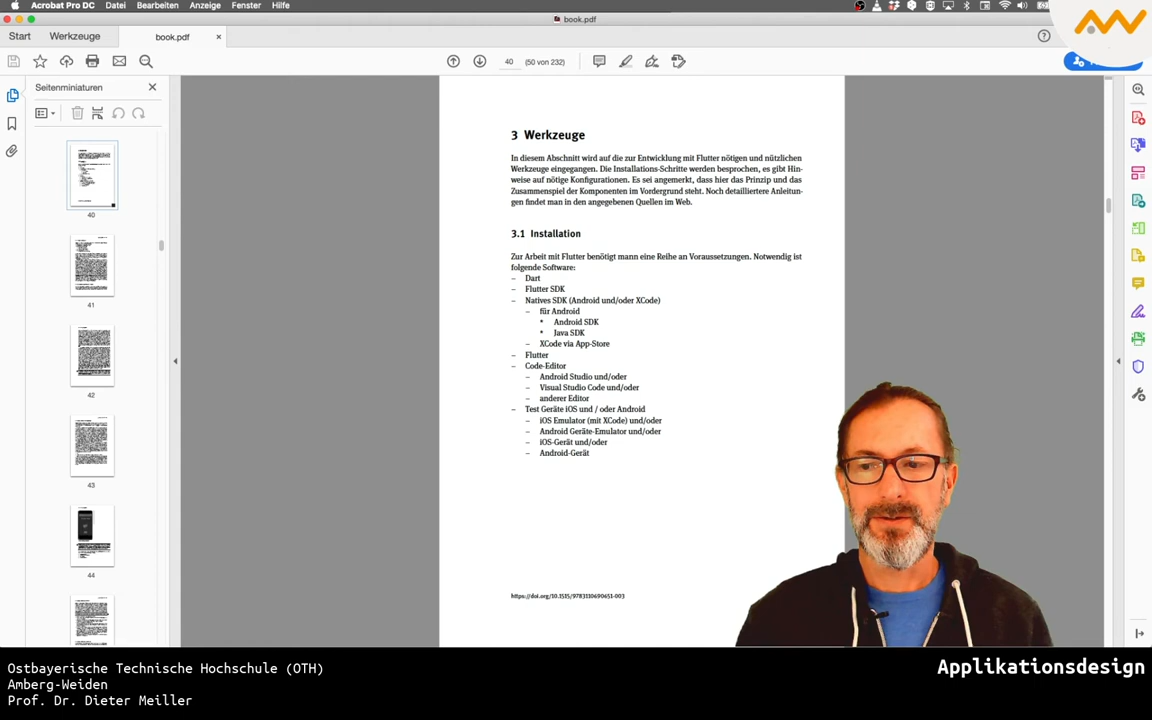 Acrobat Pro DC Datei Bearbeiten Anzeige Fenster Hilfe
book.pdf
Start Werkzeuge book.pdf ×
40 (50 von 232)
Seitenminiaturen
40
41
42
43
44
3 Werkzeuge
In diesem Abschnitt wird auf die zur Entwicklung mit Flutter nötigen und nützlichen
Werkzeuge eingegangen. Die Installations-Schritte werden besprochen, es gibt Hin-
weise auf nötige Konfigurationen. Es sei angemerkt, dass hier das Prinzip und das
Zusammenspiel der Komponenten im Vordergrund steht. Noch detailliertere Anleitun-
gen findet man in den angegebenen Quellen im Web.
3.1 Installation
Zur Arbeit mit Flutter benötigt mann eine Reihe an Voraussetzungen. Notwendig ist
folgende Software:
– Dart
– Flutter SDK
– Natives SDK (Android und/oder XCode)
– für Android
* Android SDK
* Java SDK
– XCode via App-Store
– Flutter
– Code-Editor
– Android Studio und/oder
– Visual Studio Code und/oder
– anderer Editor
– Test Geräte iOS und / oder Android
– iOS Emulator (mit XCode) und/oder
– Android Geräte-Emulator und/oder
– iOS-Gerät und/oder
– Android-Gerät
https://doi.org/10.1515/9783110690651-003
Ostbayerische Technische Hochschule (OTH)
Amberg-Weiden
Prof. Dr. Dieter Meiller
Applikationsdesign